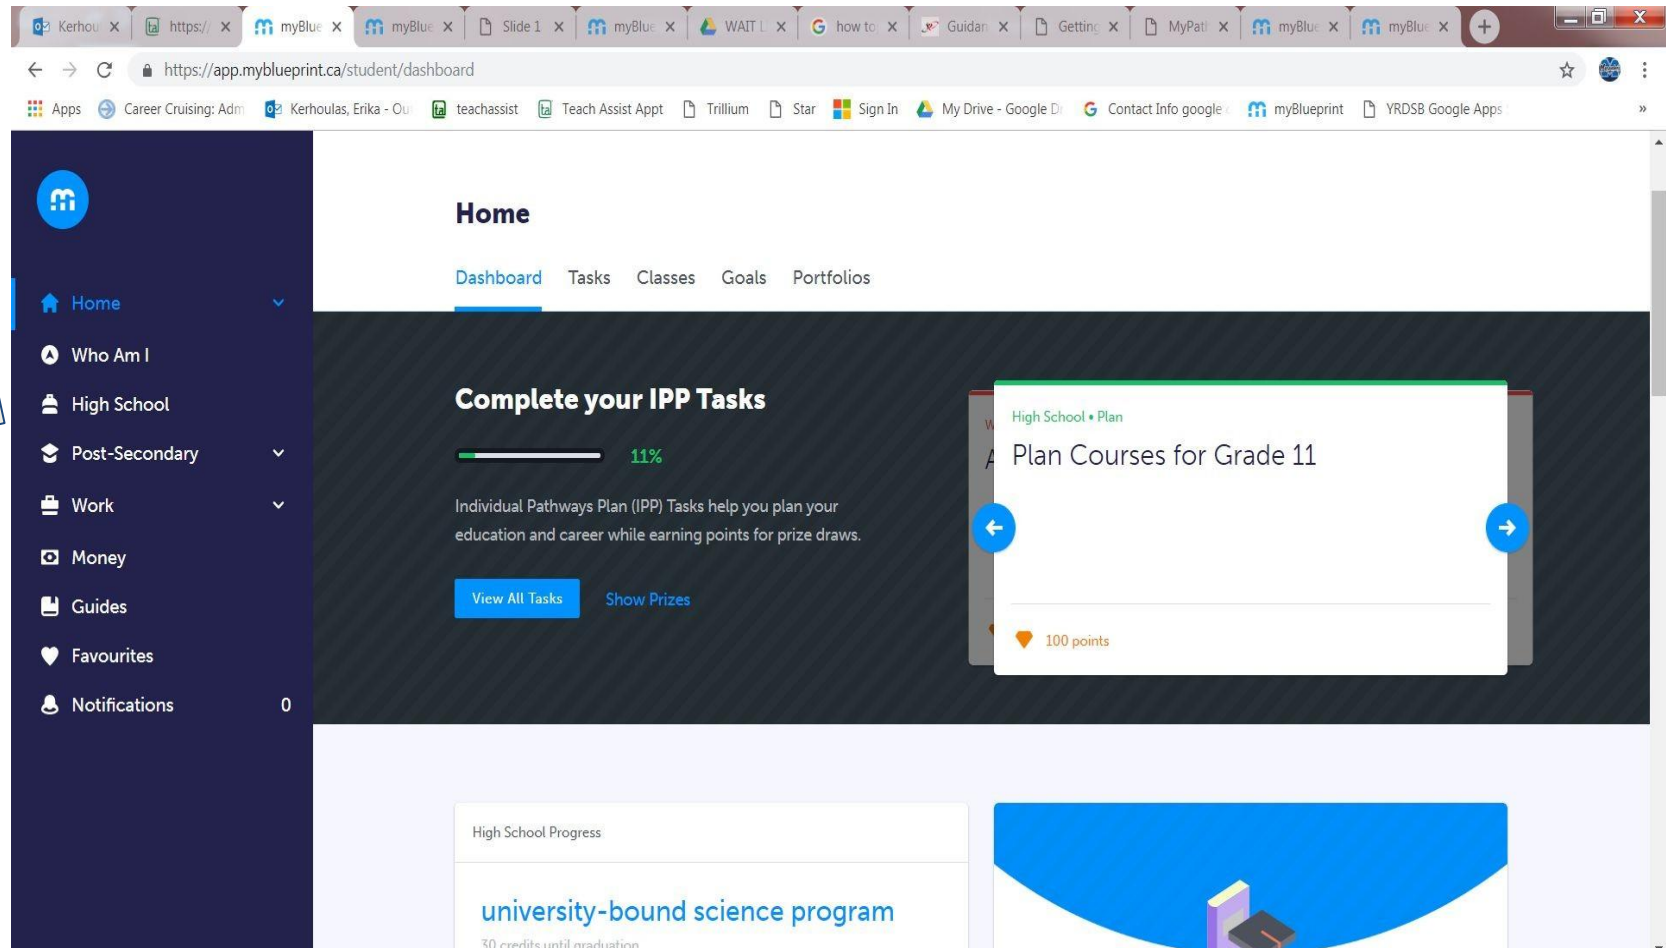 Kerhou https:// myBlue myBlue Slide 1 myBlue WAIT L how to Guidan Getting MyPath myBlue myBlue
https://app.myblueprint.ca/student/dashboard
Apps Career Cruising: Adm Kerhoulas, Erika - Ou teachassist Teach Assist Appt Trillium Star Sign In My Drive - Google Dr Contact Info google myBlueprint YRDSB Google Apps »
Home
Dashboard Tasks Classes Goals Portfolios
Home
Who Am I
High School
Post-Secondary
Work
Money
Guides
Favourites
Notifications 0
Complete your IPP Tasks
11%
Individual Pathways Plan (IPP) Tasks help you plan your
education and career while earning points for prize draws.
View All Tasks Show Prizes
High School • Plan
Plan Courses for Grade 11
100 points
High School Progress
university-bound science program
30 credits until graduation